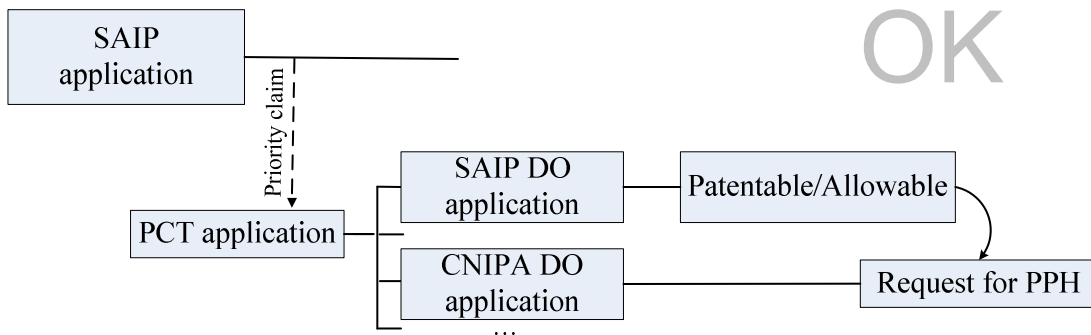 SAIP
application
OK
Priority claim
SAIP DO
application
Patentable/Allowable
PCT application
CNIPA DO
application
Request for PPH
...